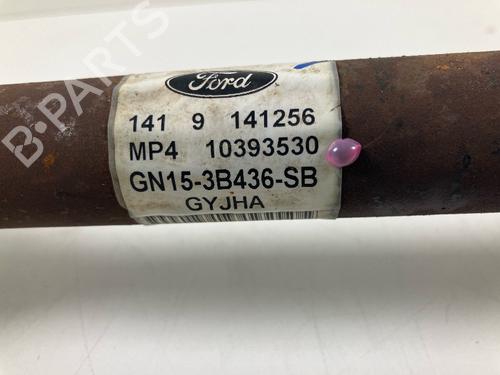 B-PARTS
Ford
141 9 141256
MP4 10393530
GN15-3B436-SB
GYJHA